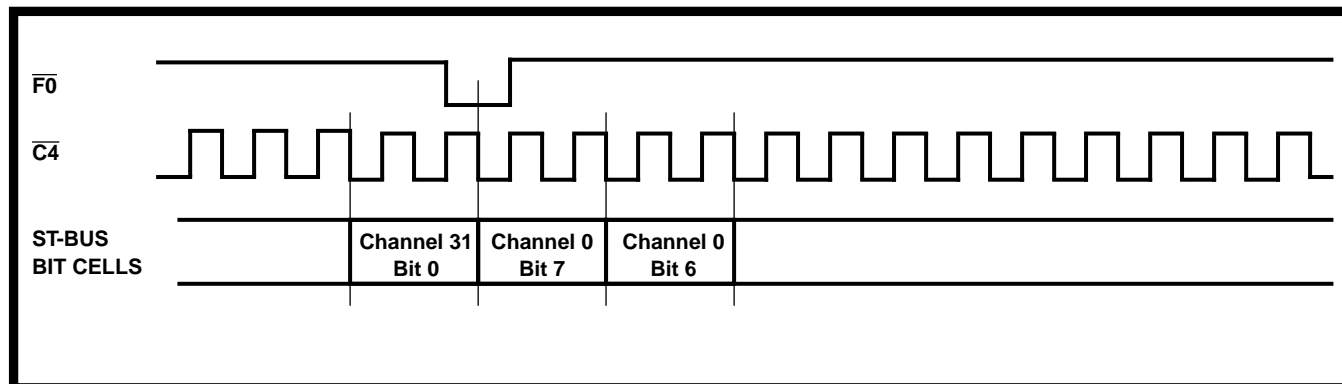 F0
C4
ST-BUS
BIT CELLS
Channel 31
Bit 0
Channel 0
Bit 7
Channel 0
Bit 6